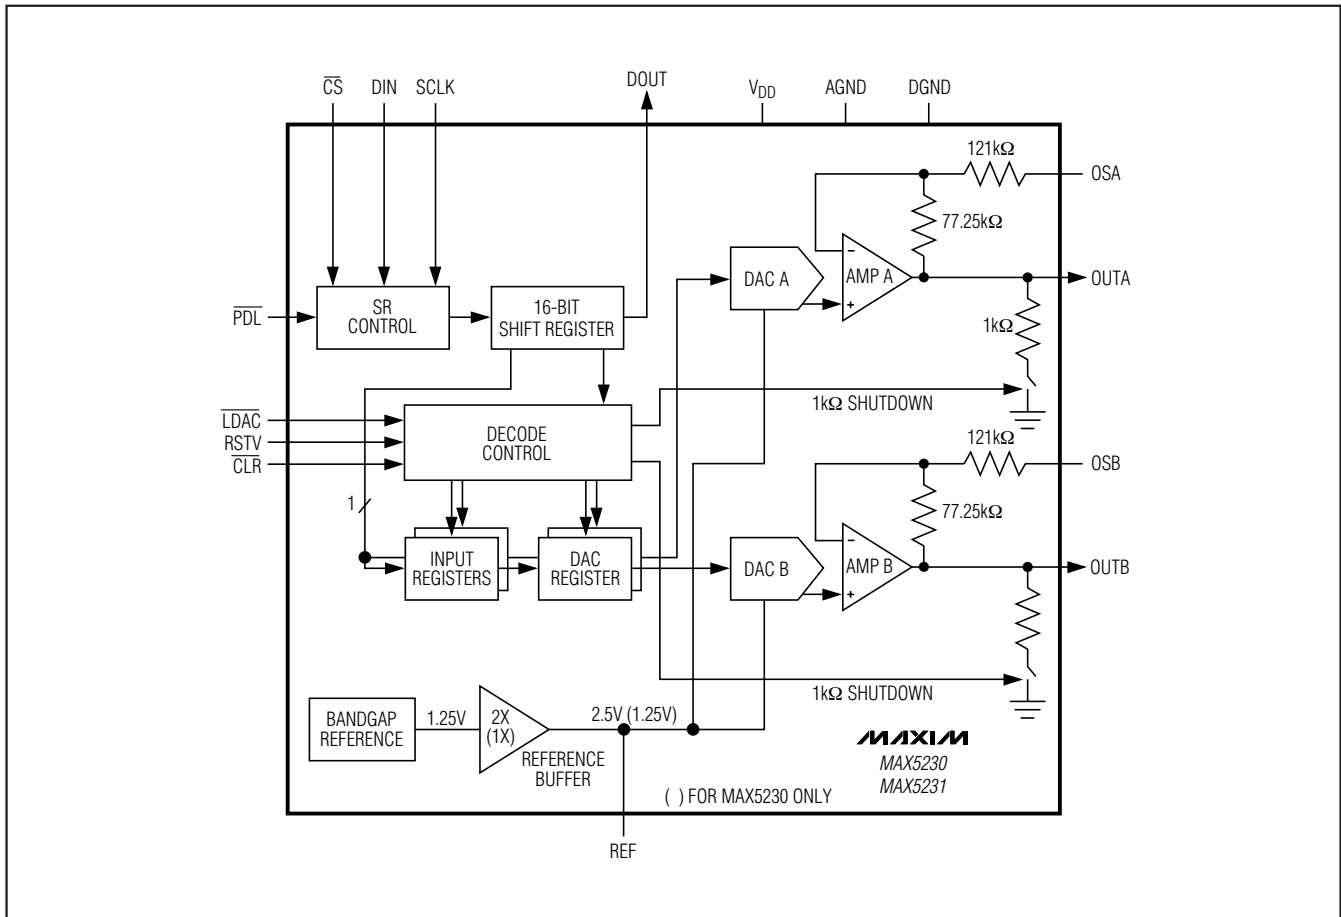 CS DIN SCLK DOUT VDD AGND DGND
121kΩ
OSA
77.25kΩ
DAC A
−
AMP A
+
OUTA
PDL
SR
CONTROL
16-BIT
SHIFT REGISTER
1kΩ
1kΩ SHUTDOWN
LDAC
RSTV
CLR
DECODE
CONTROL
121kΩ
OSB
77.25kΩ
1
INPUT
REGISTERS
DAC
REGISTER
DAC B
−
AMP B
+
OUTB
1kΩ SHUTDOWN
BANDGAP
REFERENCE
1.25V
2X
(1X)
REFERENCE
BUFFER
2.5V (1.25V)
MAXIM
MAX5230
MAX5231
( ) FOR MAX5230 ONLY
REF